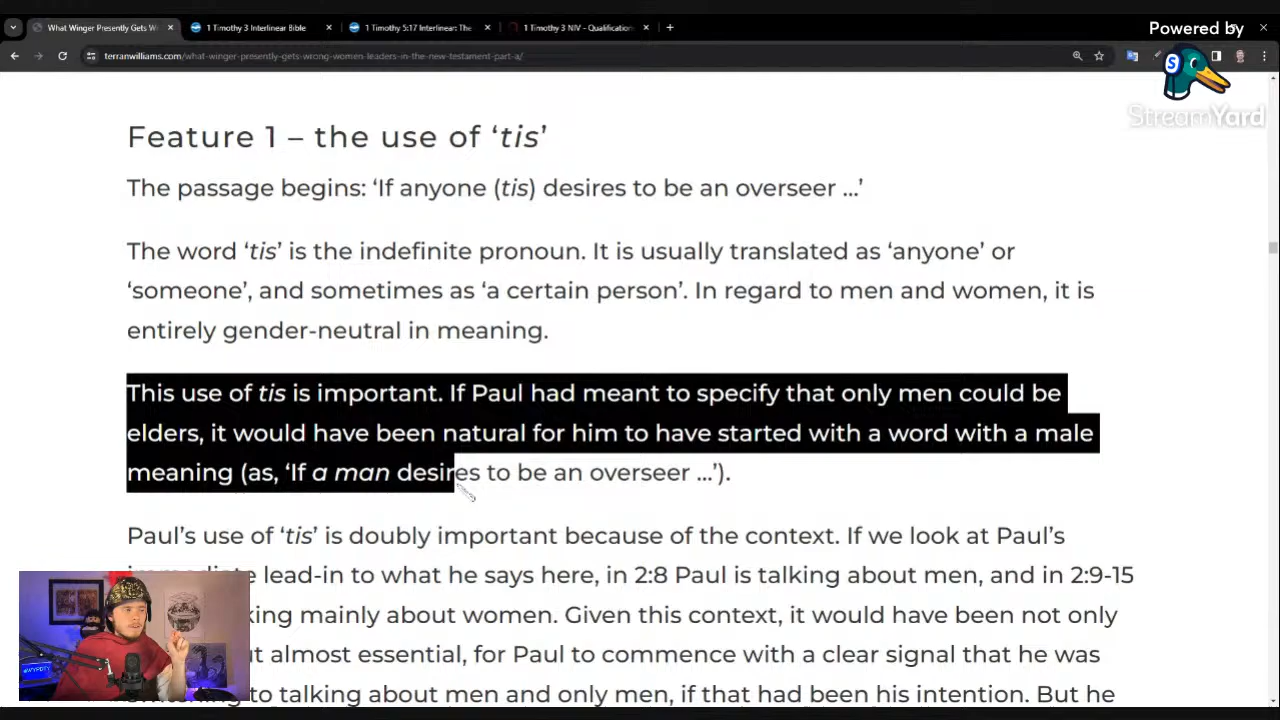 What Winger Presently Gets W
1 Timothy 3 Interlinear Bible
1 Timothy 5:17 Interlinear: The
1 Timothy 3 NIV - Qualification
Powered by
terranwilliams.com/what-winger-presently-gets-wrong-women-leaders-in-the-new-testament-part-a/
S
StreamYard
Feature 1 – the use of ‘tis’
The passage begins: ‘If anyone (tis) desires to be an overseer …’
The word ‘tis’ is the indefinite pronoun. It is usually translated as ‘anyone’ or
‘someone’, and sometimes as ‘a certain person’. In regard to men and women, it is
entirely gender-neutral in meaning.
This use of tis is important. If Paul had meant to specify that only men could be
elders, it would have been natural for him to have started with a word with a male
meaning (as, ‘If a man desires to be an overseer …’).
Paul’s use of ‘tis’ is doubly important because of the context. If we look at Paul’s
lead-in to what he says here, in 2:8 Paul is talking about men, and in 2:9-15
king mainly about women. Given this context, it would have been not only
ut almost essential, for Paul to commence with a clear signal that he was
to talking about men and only men, if that had been his intention. But he
#WYPDTY